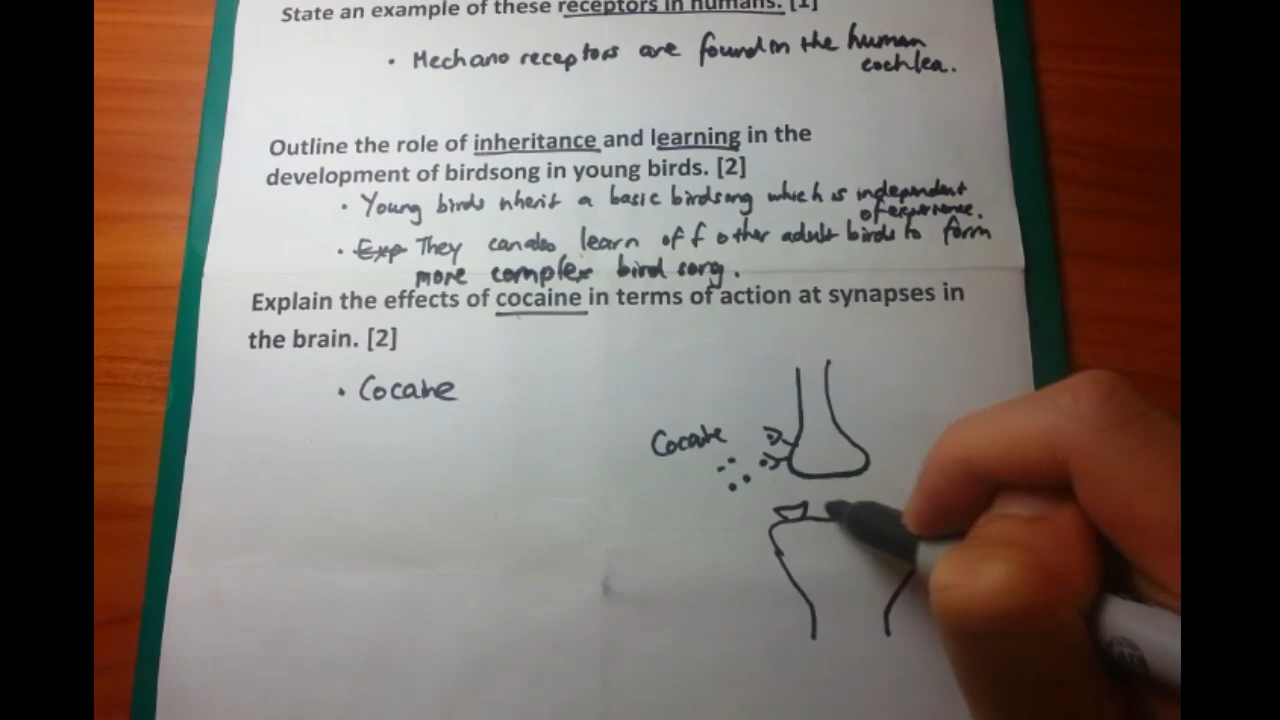 State an example of these receptors in humans. [1]
• Mechano receptors are found in the human
cochlea.
Outline the role of inheritance and learning in the
development of birdsong in young birds. [2]
• Young birds inherit a basic birdsong which is independent
of experience.
• Exp They can also learn off other adult birds to form
more complex bird song.
Explain the effects of cocaine in terms of action at synapses in
the brain. [2]
• Cocaine
Cocaine